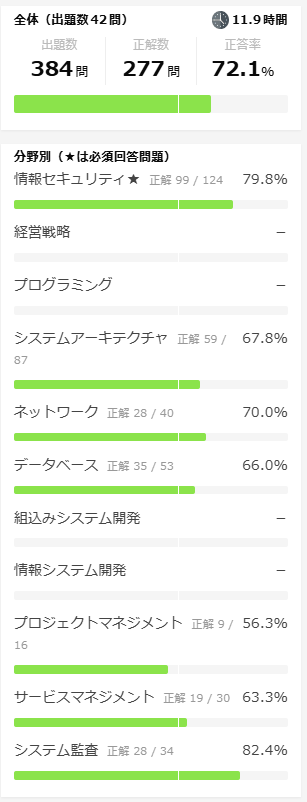 全体（出題数42問） 11.9時間
出題数 正解数 正答率
384問 277問 72.1%
分野別（★は必須回答問題）
情報セキュリティ★ 正解 99 / 124 79.8%
経営戦略 －
プログラミング －
システムアーキテクチャ 正解 59 / 67.8%
87
ネットワーク 正解 28 / 40 70.0%
データベース 正解 35 / 53 66.0%
組込みシステム開発 －
情報システム開発 －
プロジェクトマネジメント 正解 9 / 56.3%
16
サービスマネジメント 正解 19 / 30 63.3%
システム監査 正解 28 / 34 82.4%